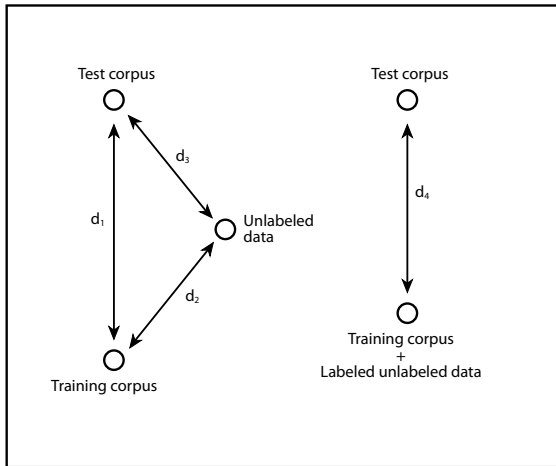 Test corpus
d₃
d₁
Unlabeled
data
d₂
Training corpus
Test corpus
d₄
Training corpus
+
Labeled unlabeled data